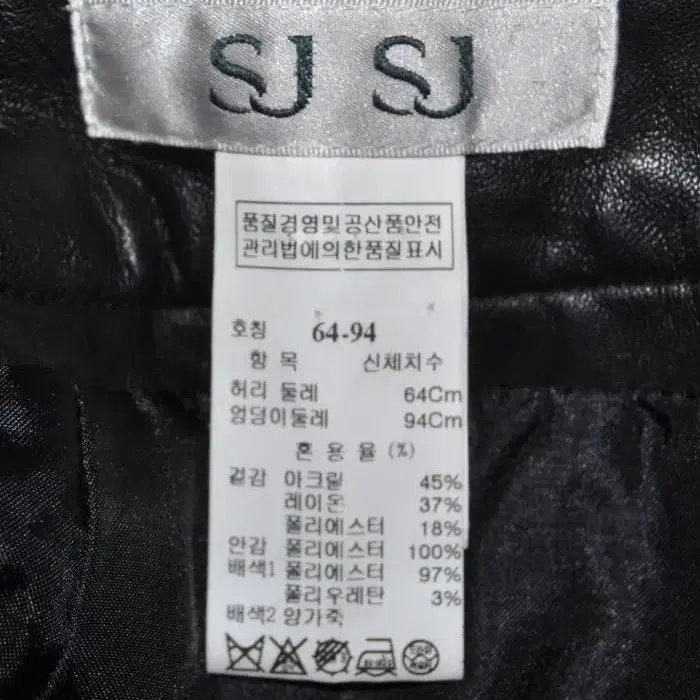 SJ SJ
품질경영및공산품안전
관리법에의한품질표시
호칭 64-94
항 목 신체치수
허리 둘레 64Cm
엉덩이둘레 94Cm
혼 용 율 (%)
겉감 아크릴 45%
레이온 37%
폴리에스터 18%
안감 폴리에스터 100%
배색1 폴리에스터 97%
폴리우레탄 3%
배색2 양가죽